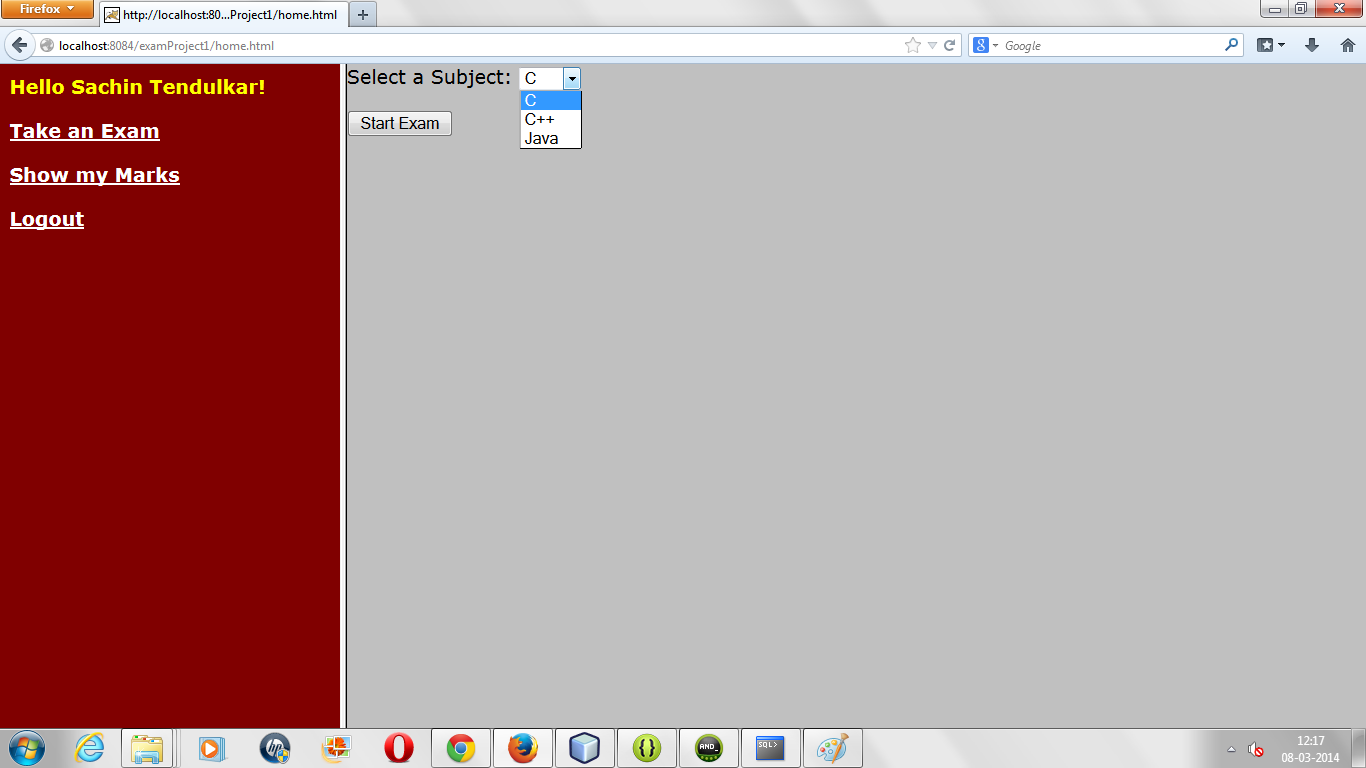 Firefox
http://localhost:80...Project1/home.html
localhost:8084/examProject1/home.html
Google
Hello Sachin Tendulkar!
Take an Exam
Show my Marks
Logout
Select a Subject: C
C
C++
Java
Start Exam
hp
{}
AND_
SQL>
12:17
08-03-2014